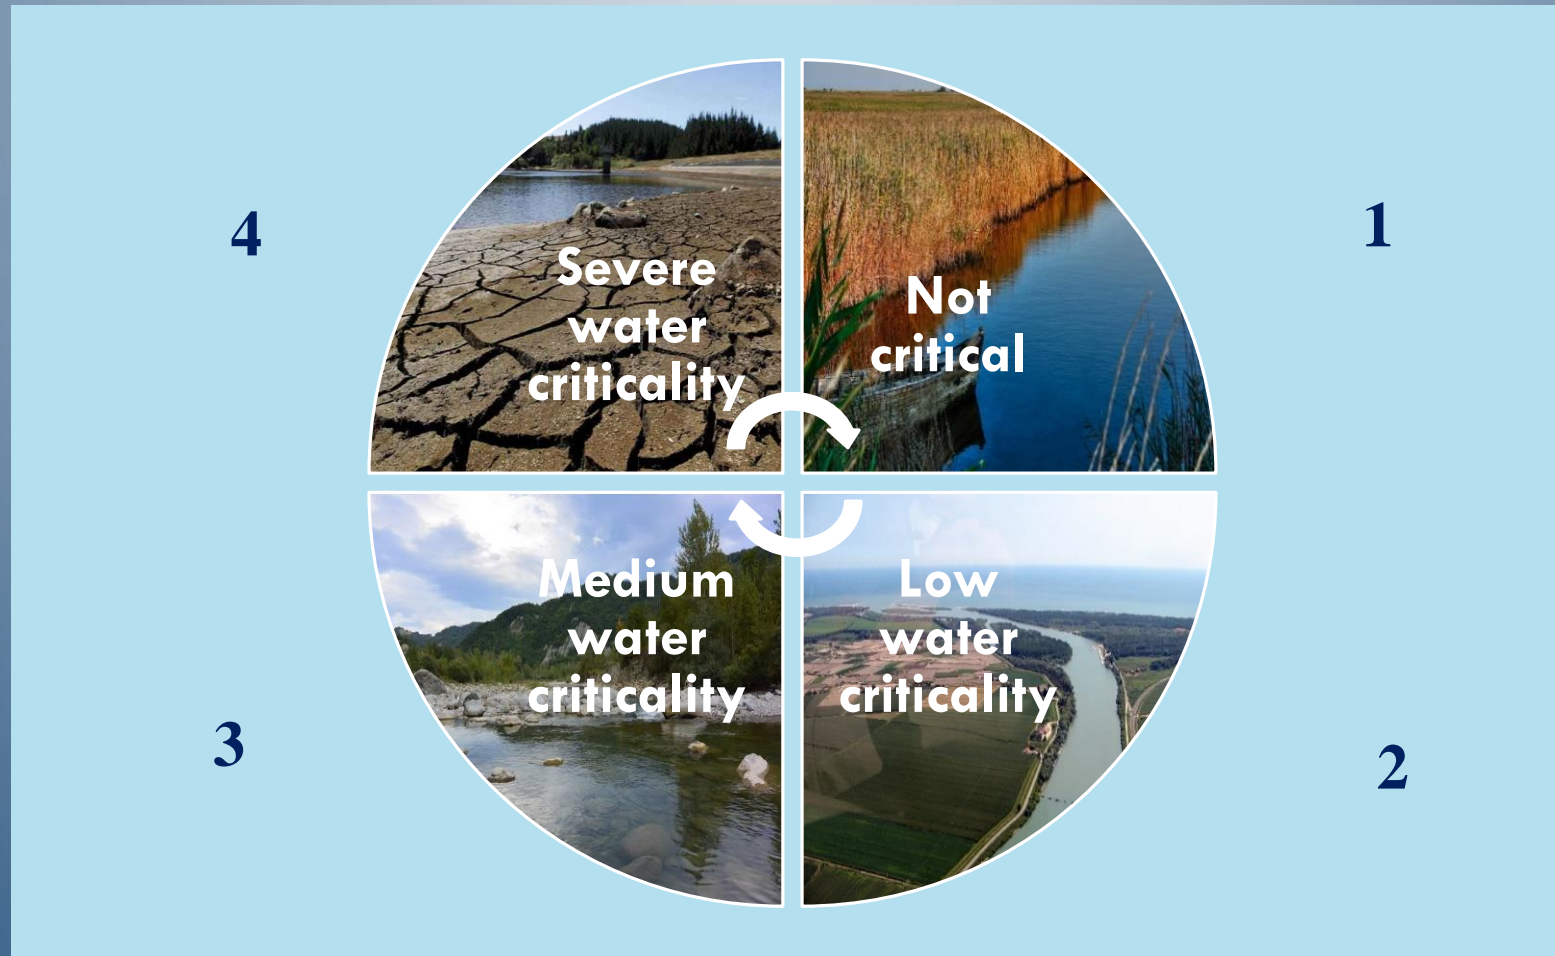 4
Severe
water
criticality
1
Not
critical
3
Medium
water
criticality
2
Low
water
criticality